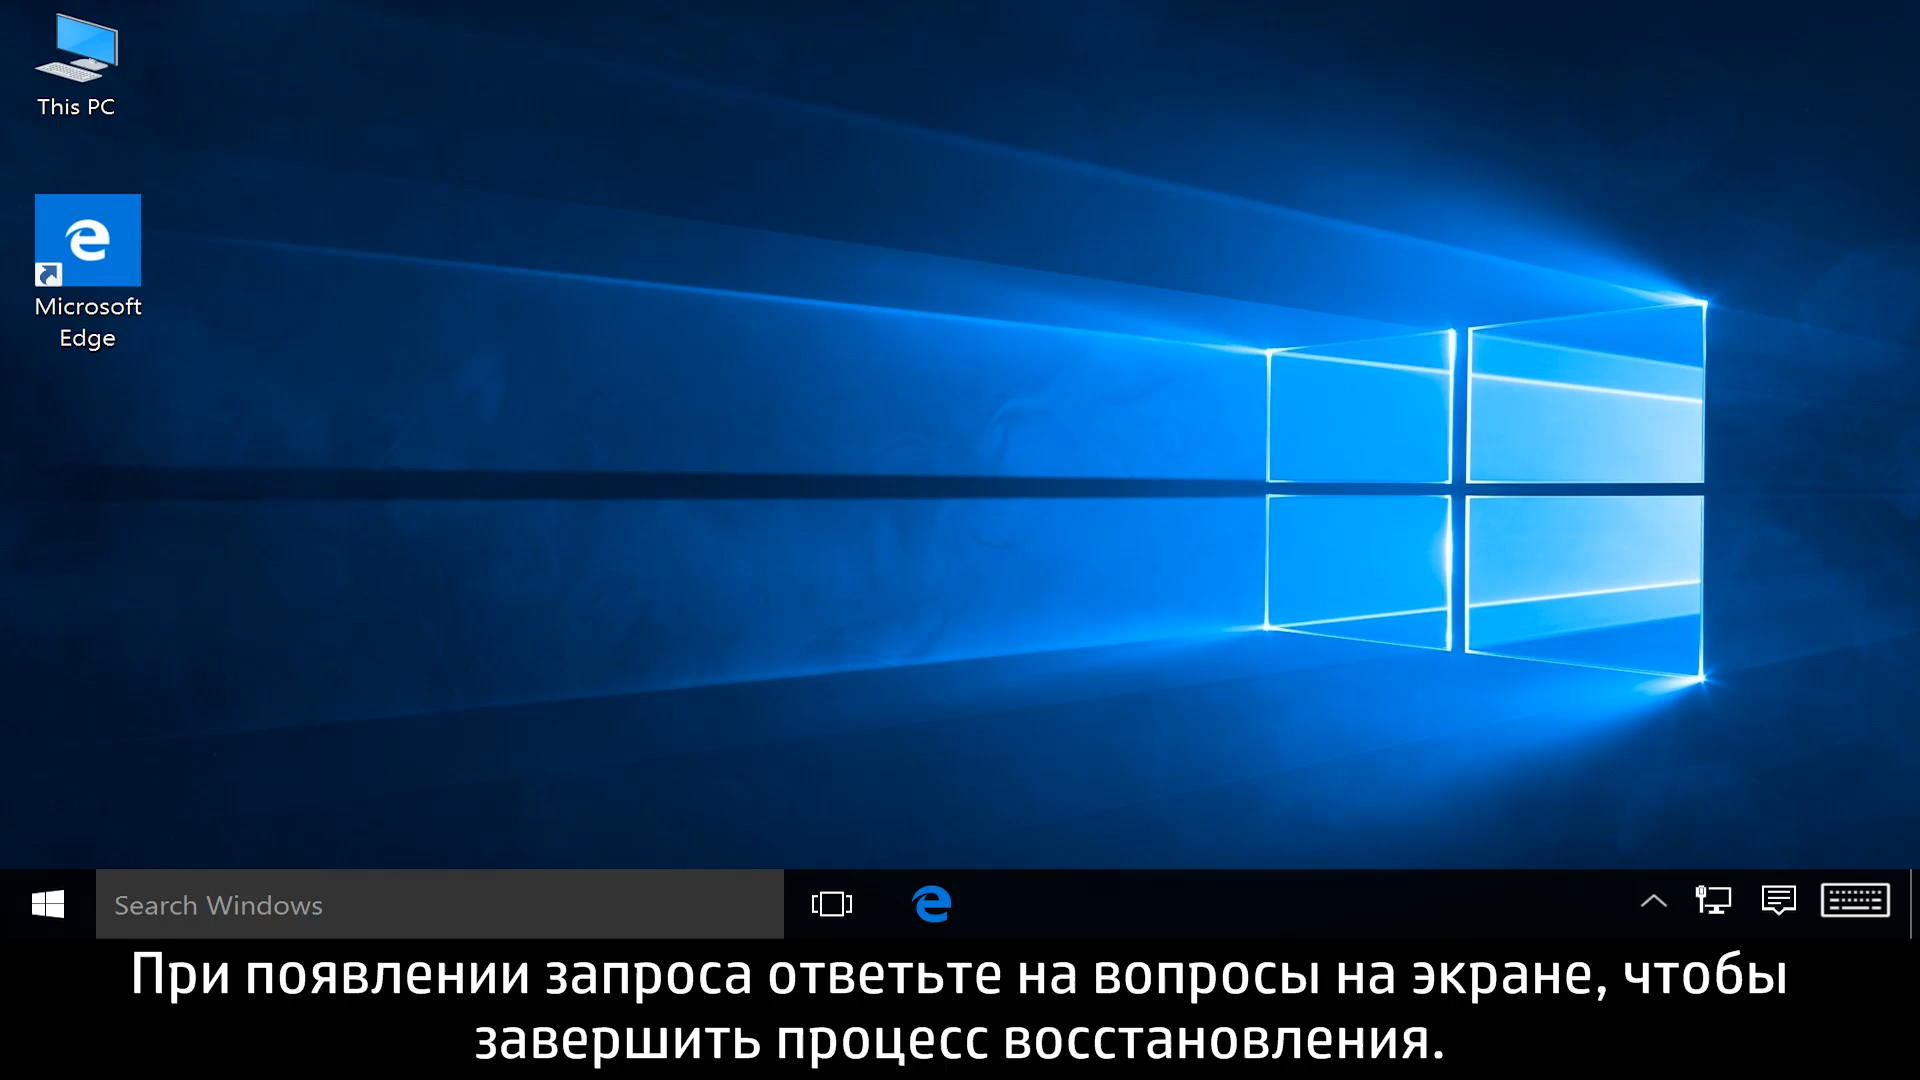 This PC
Microsoft
Edge
Search Windows
При появлении запроса ответьте на вопросы на экране, чтобы
завершить процесс восстановления.